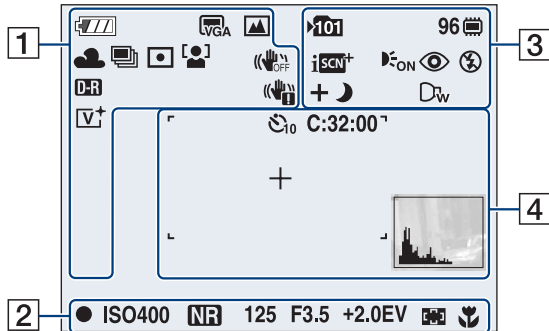 1
VGA
OFF
D-R
V+
101
96
iSCN+
ON
W
3
10 C:32:00
4
2
ISO400 NR 125 F3.5 +2.0EV